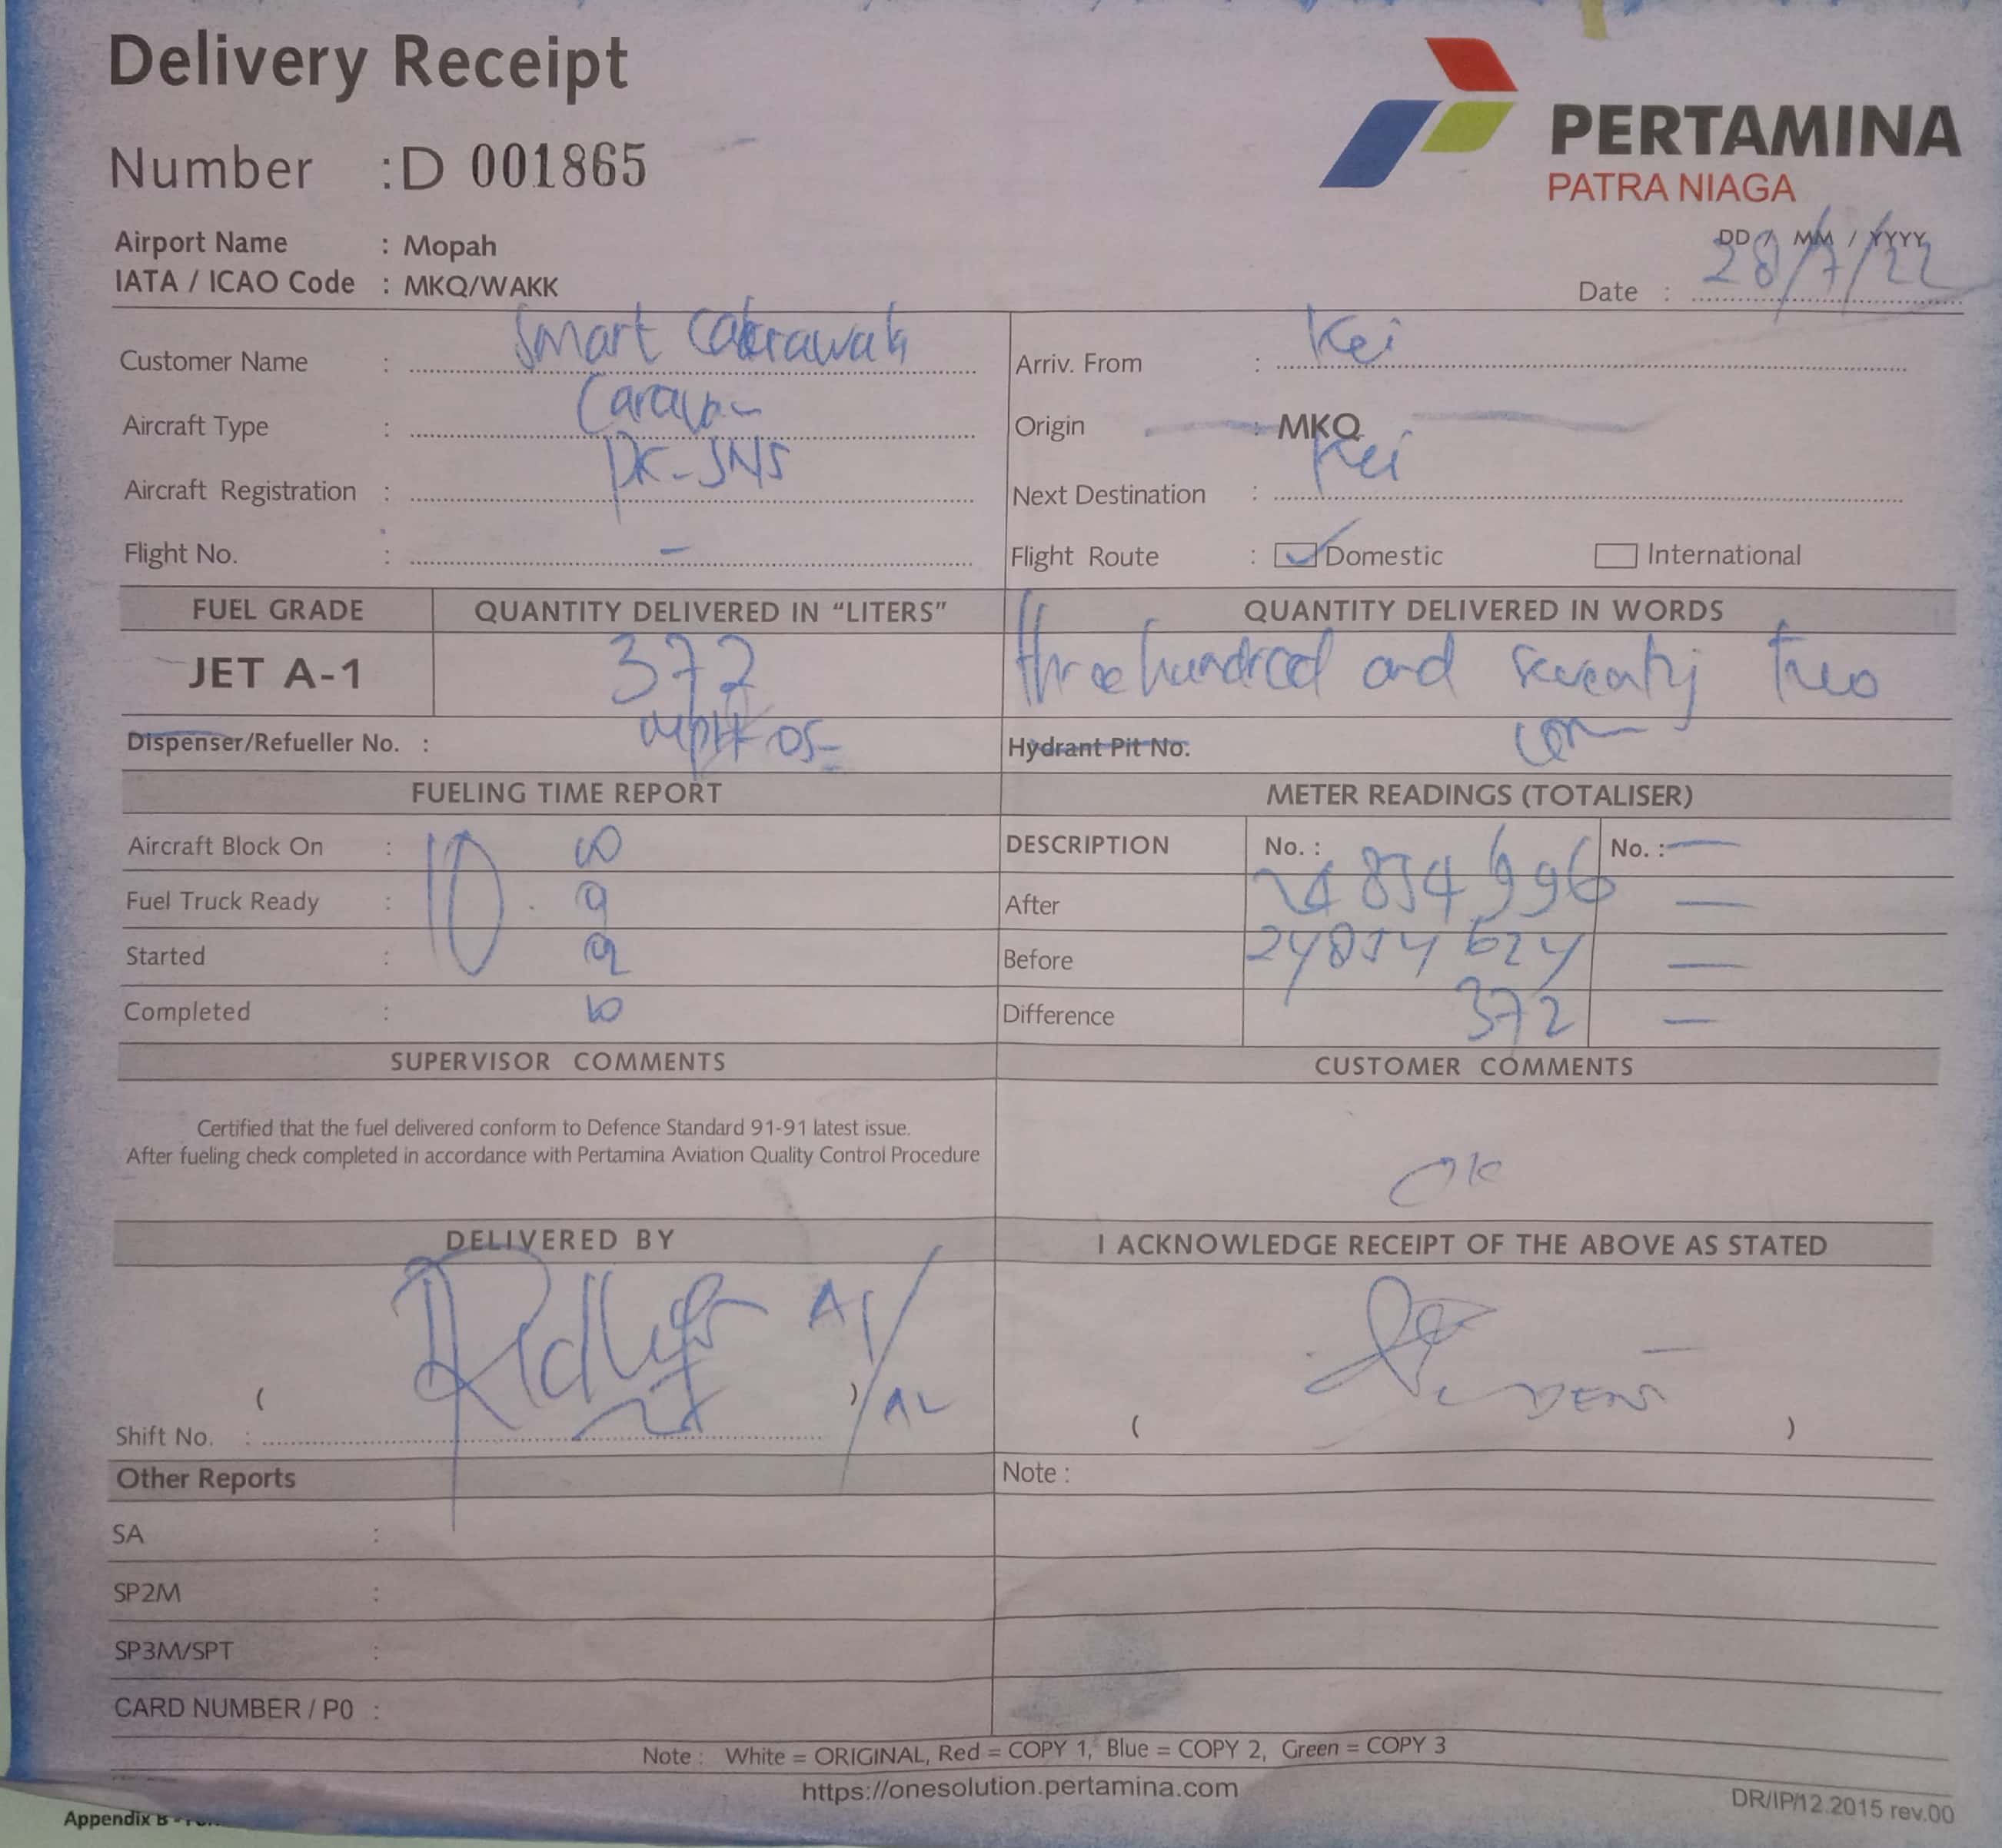 Delivery Receipt
Number :D 001865
PERTAMINA
PATRA NIAGA
Airport Name : Mopah
IATA / ICAO Code : MKQ/WAKK
DD / MM / YYYY
Date : 28/7/22
Customer Name : Smart Cakrawala
Aircraft Type : Caravan
Aircraft Registration : PK-SNS
Flight No. : -
Arriv. From : Kei
Origin : MKQ
Next Destination : Kei
Flight Route : Domestic International
FUEL GRADE QUANTITY DELIVERED IN “LITERS” QUANTITY DELIVERED IN WORDS
JET A-1 372 three hundred and seventy two
Dispenser/Refueller No. : 05 Hydrant Pit No.
FUELING TIME REPORT METER READINGS (TOTALISER)
Aircraft Block On : 10 DESCRIPTION No. : No. : —
Fuel Truck Ready : 9 After 24854996 —
Started : Before 24854624 —
Completed : Difference 372 —
SUPERVISOR COMMENTS CUSTOMER COMMENTS
Certified that the fuel delivered conform to Defence Standard 91-91 latest issue.
After fueling check completed in accordance with Pertamina Aviation Quality Control Procedure
OK
DELIVERED BY I ACKNOWLEDGE RECEIPT OF THE ABOVE AS STATED
( ) ( )
Shift No. :
Other Reports Note :
SA :
SP2M :
SP3M/SPT :
CARD NUMBER / P0 :
Note : White = ORIGINAL, Red = COPY 1, Blue = COPY 2, Green = COPY 3
https://onesolution.pertamina.com
DR/IP/12.2015 rev.00
Appendix B -